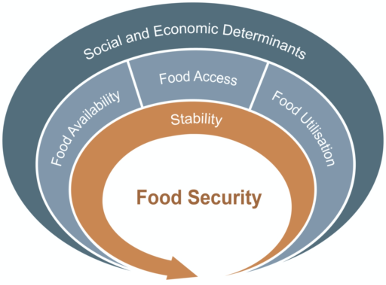 Social and Economic Determinants
Food Availability
Food Access
Food Utilisation
Stability
Food Security